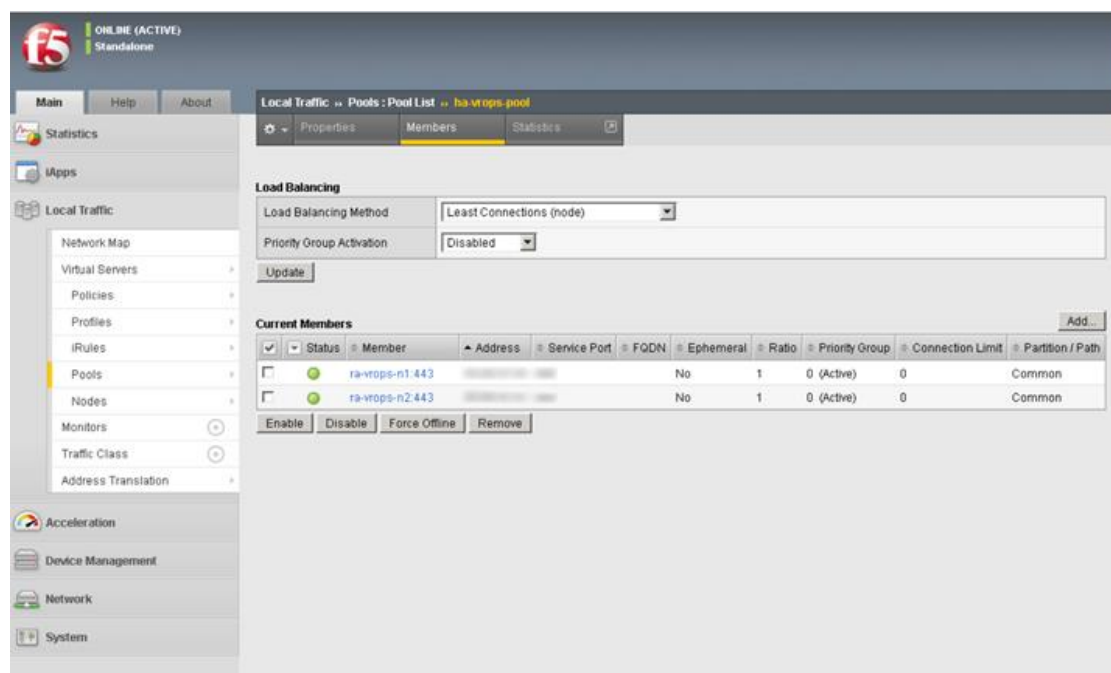 f5
ONLINE (ACTIVE)
Standalone
Main Help About
Statistics
iApps
Local Traffic
Network Map
Virtual Servers
Policies
Profiles
iRules
Pools
Nodes
Monitors
Traffic Class
Address Translation
Acceleration
Device Management
Network
System
Local Traffic ›› Pools : Pool List ›› ha-vrops-pool
Properties Members Statistics
Load Balancing
Load Balancing Method Least Connections (node)
Priority Group Activation Disabled
Update
Current Members Add...
Status Member Address Service Port FQDN Ephemeral Ratio Priority Group Connection Limit Partition / Path
ra-vrops-n1:443 No 1 0 (Active) 0 Common
ra-vrops-n2:443 No 1 0 (Active) 0 Common
Enable Disable Force Offline Remove